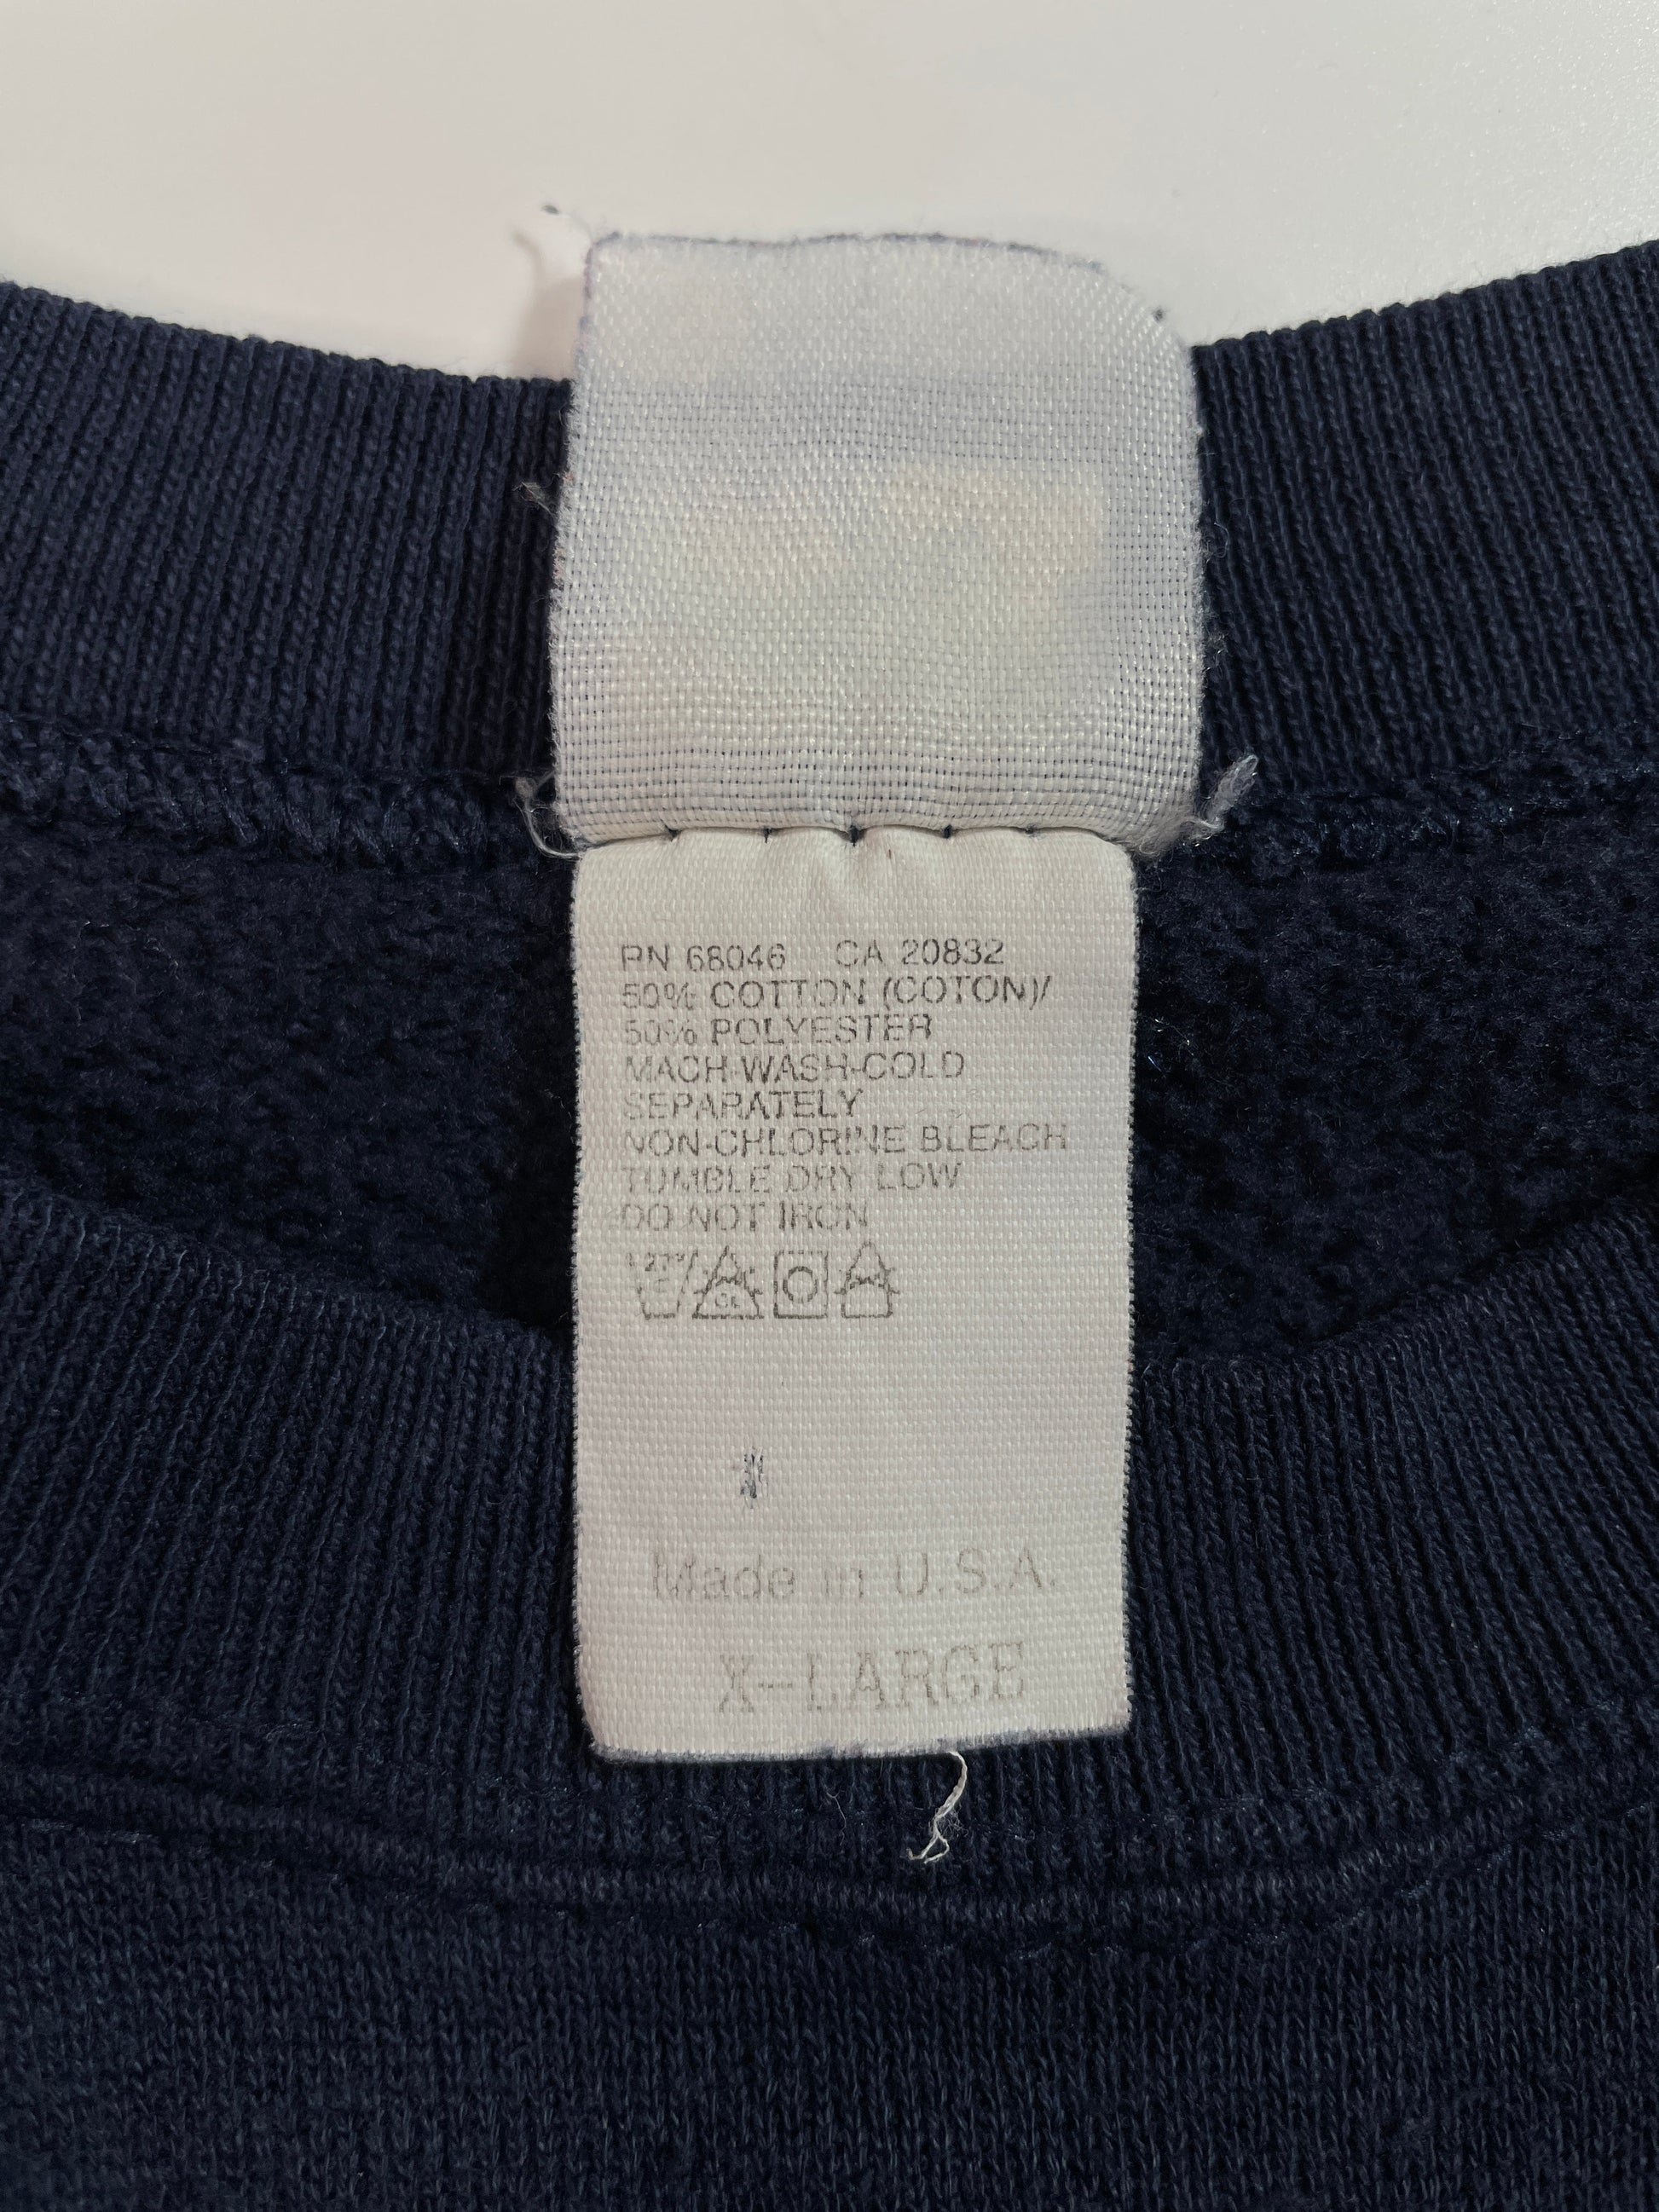 RN 68046 CA 20832
50% COTTON (COTON)/
50% POLYESTER
MACH-WASH-COLD
SEPARATELY
NON-CHLORINE BLEACH
TUMBLE DRY LOW
DO NOT IRON
CL
Made in U.S.A.
X-LARGE